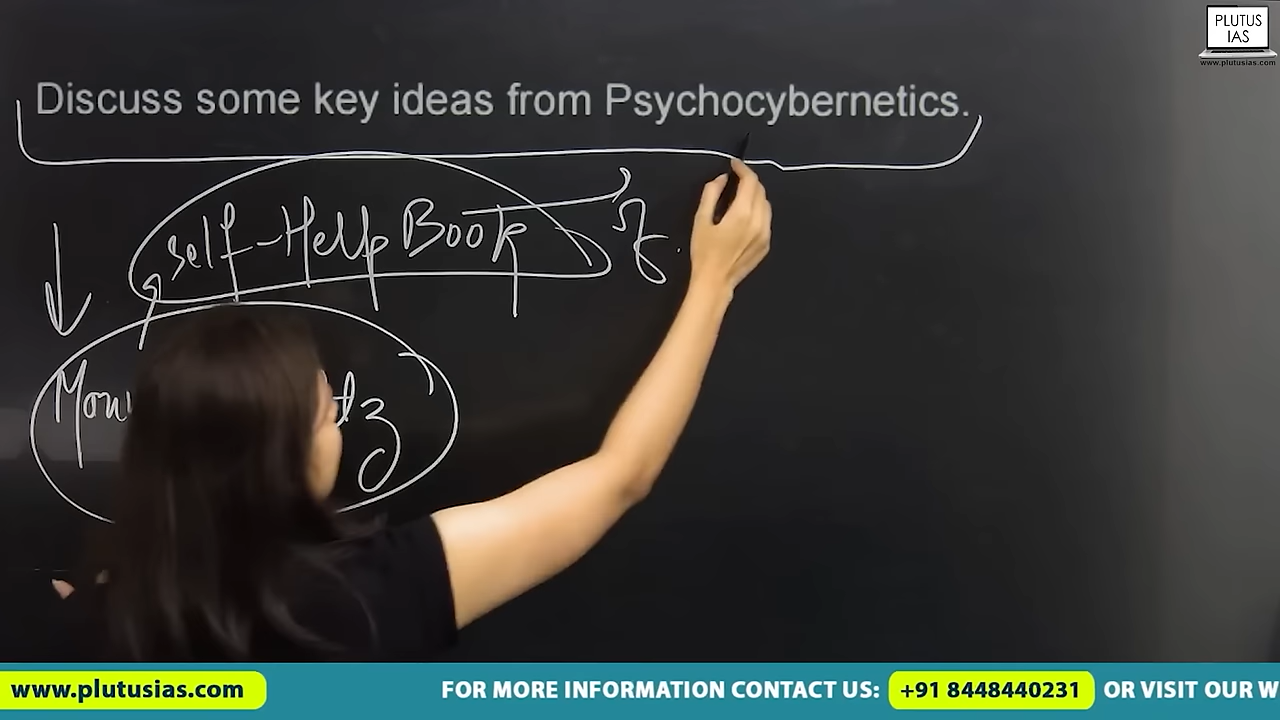 PLUTUS
IAS
www.plutusias.com
Discuss some key ideas from Psychocybernetics.
Self-Help Book
www.plutusias.com
FOR MORE INFORMATION CONTACT US:
+91 8448440231
OR VISIT OUR W